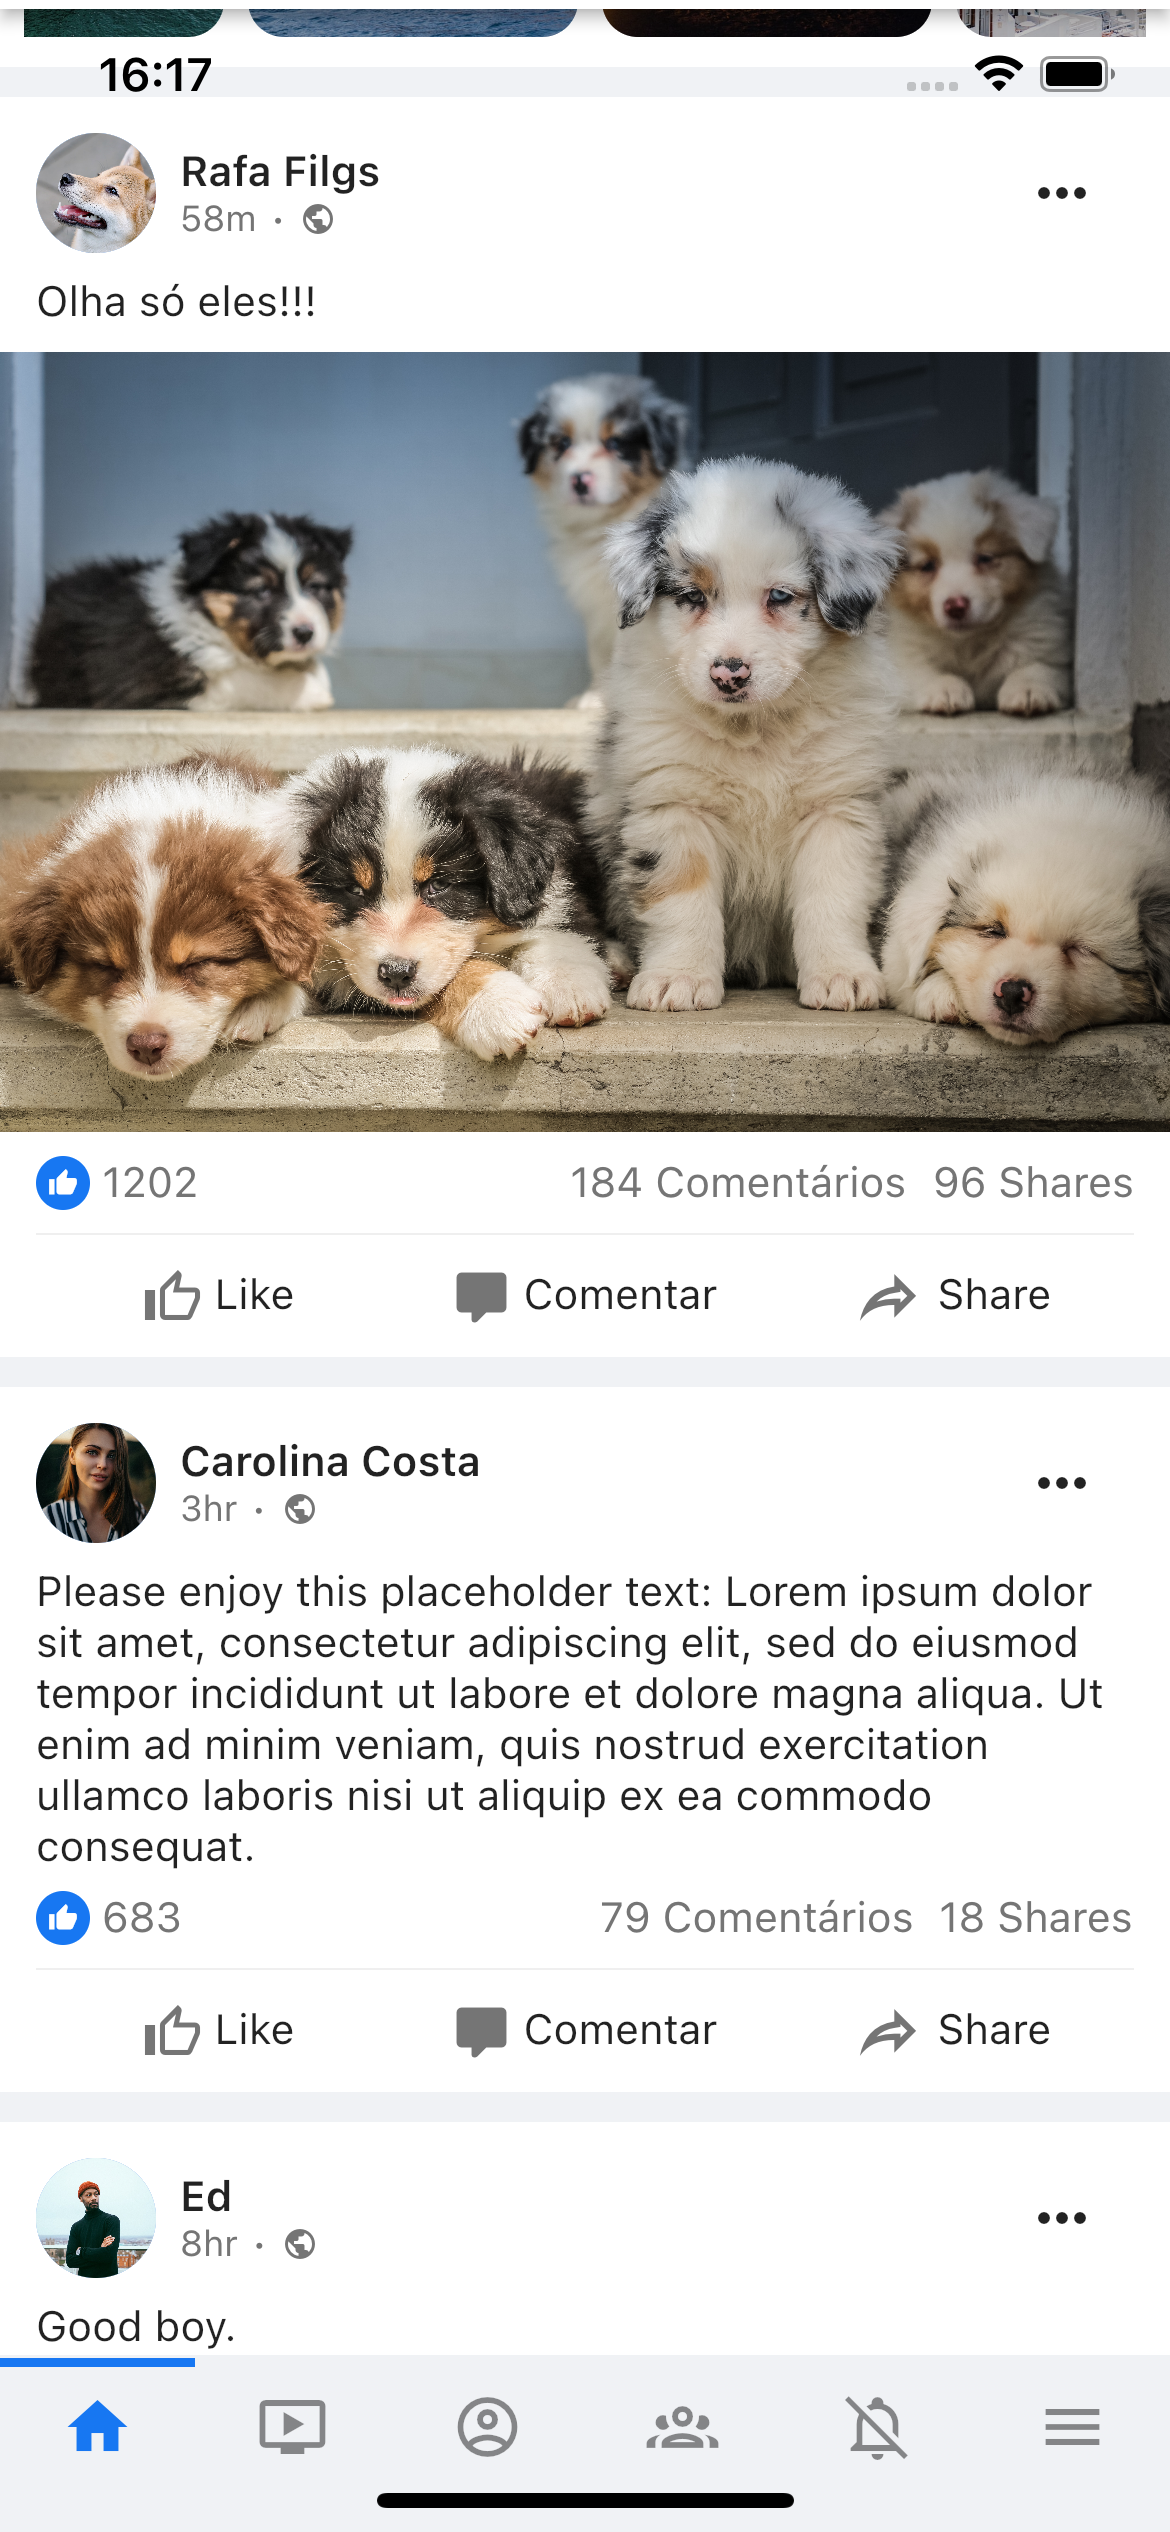 16:17
Rafa Filgs
58m ·
Olha só eles!!!
1202 184 Comentários 96 Shares
Like Comentar Share
Carolina Costa
3hr ·
Please enjoy this placeholder text: Lorem ipsum dolor
sit amet, consectetur adipiscing elit, sed do eiusmod
tempor incididunt ut labore et dolore magna aliqua. Ut
enim ad minim veniam, quis nostrud exercitation
ullamco laboris nisi ut aliquip ex ea commodo
consequat.
683 79 Comentários 18 Shares
Like Comentar Share
Ed
8hr ·
Good boy.